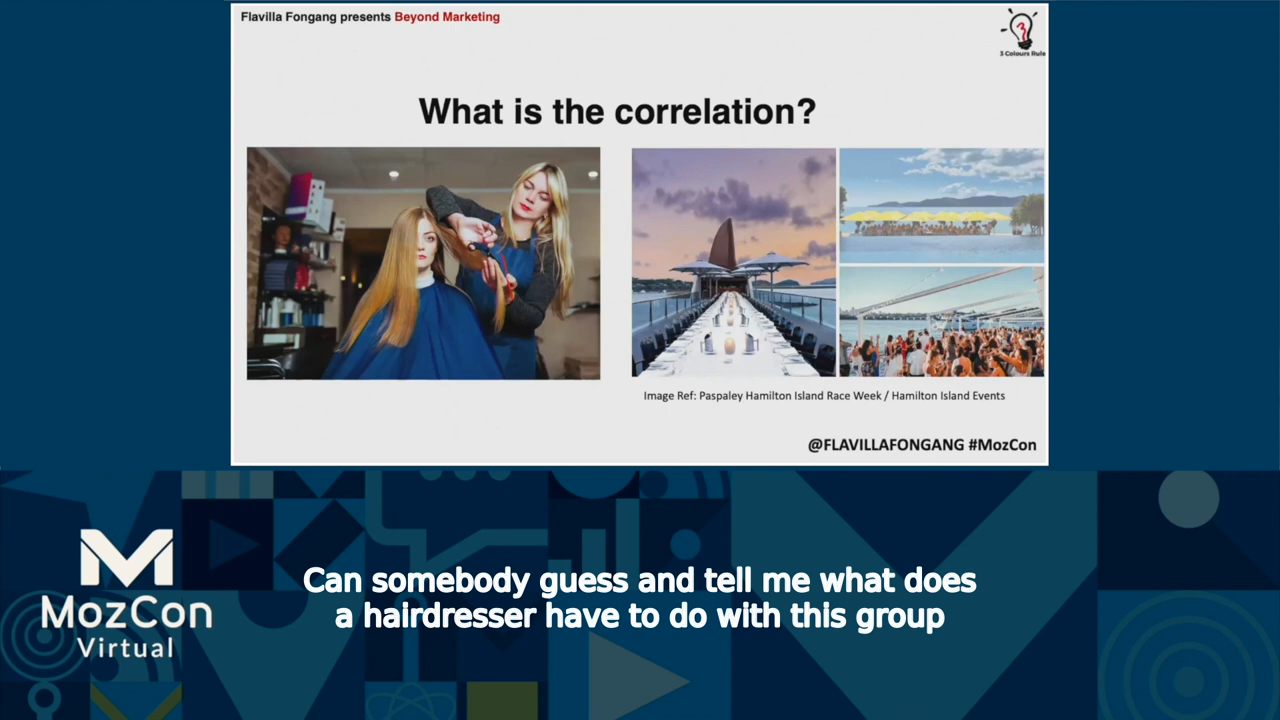 Flavilla Fongang presents Beyond Marketing
3
3 Colours Rule
What is the correlation?
Image Ref: Paspaley Hamilton Island Race Week / Hamilton Island Events
@FLAVILLAFONGANG #MozCon
M
MozCon
Virtual
Can somebody guess and tell me what does
a hairdresser have to do with this group